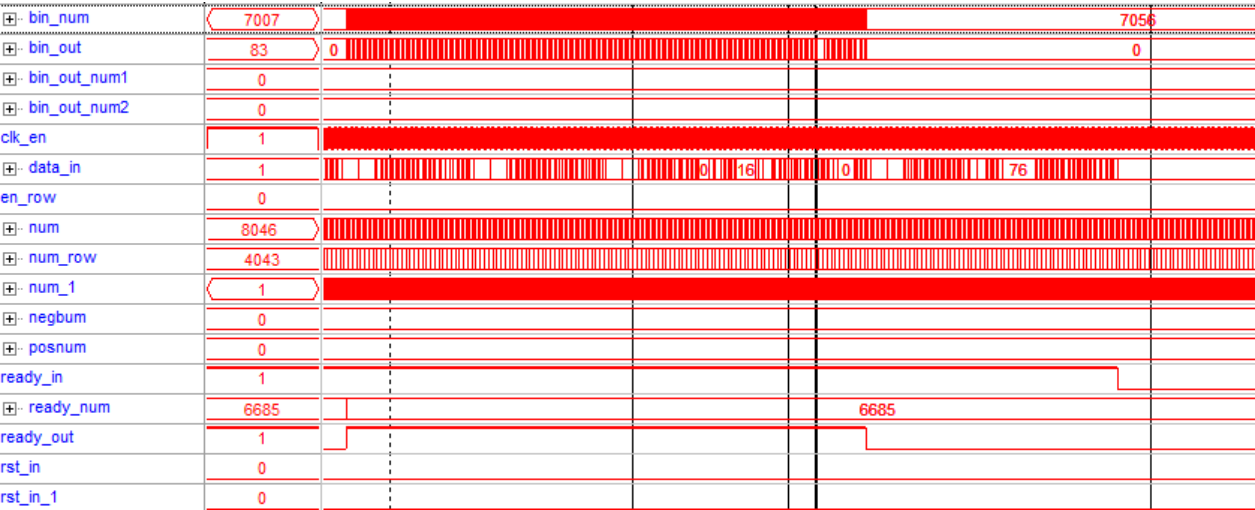 bin_num 7007 7056
bin_out 83 0 0
bin_out_num1 0
bin_out_num2 0
clk_en 1
data_in 1 0 16 0 76
en_row 0
num 8046
num_row 4043
num_1 1
negbum 0
posnum 0
ready_in 1
ready_num 6685 6685
ready_out 1
rst_in 0
rst_in_1 0